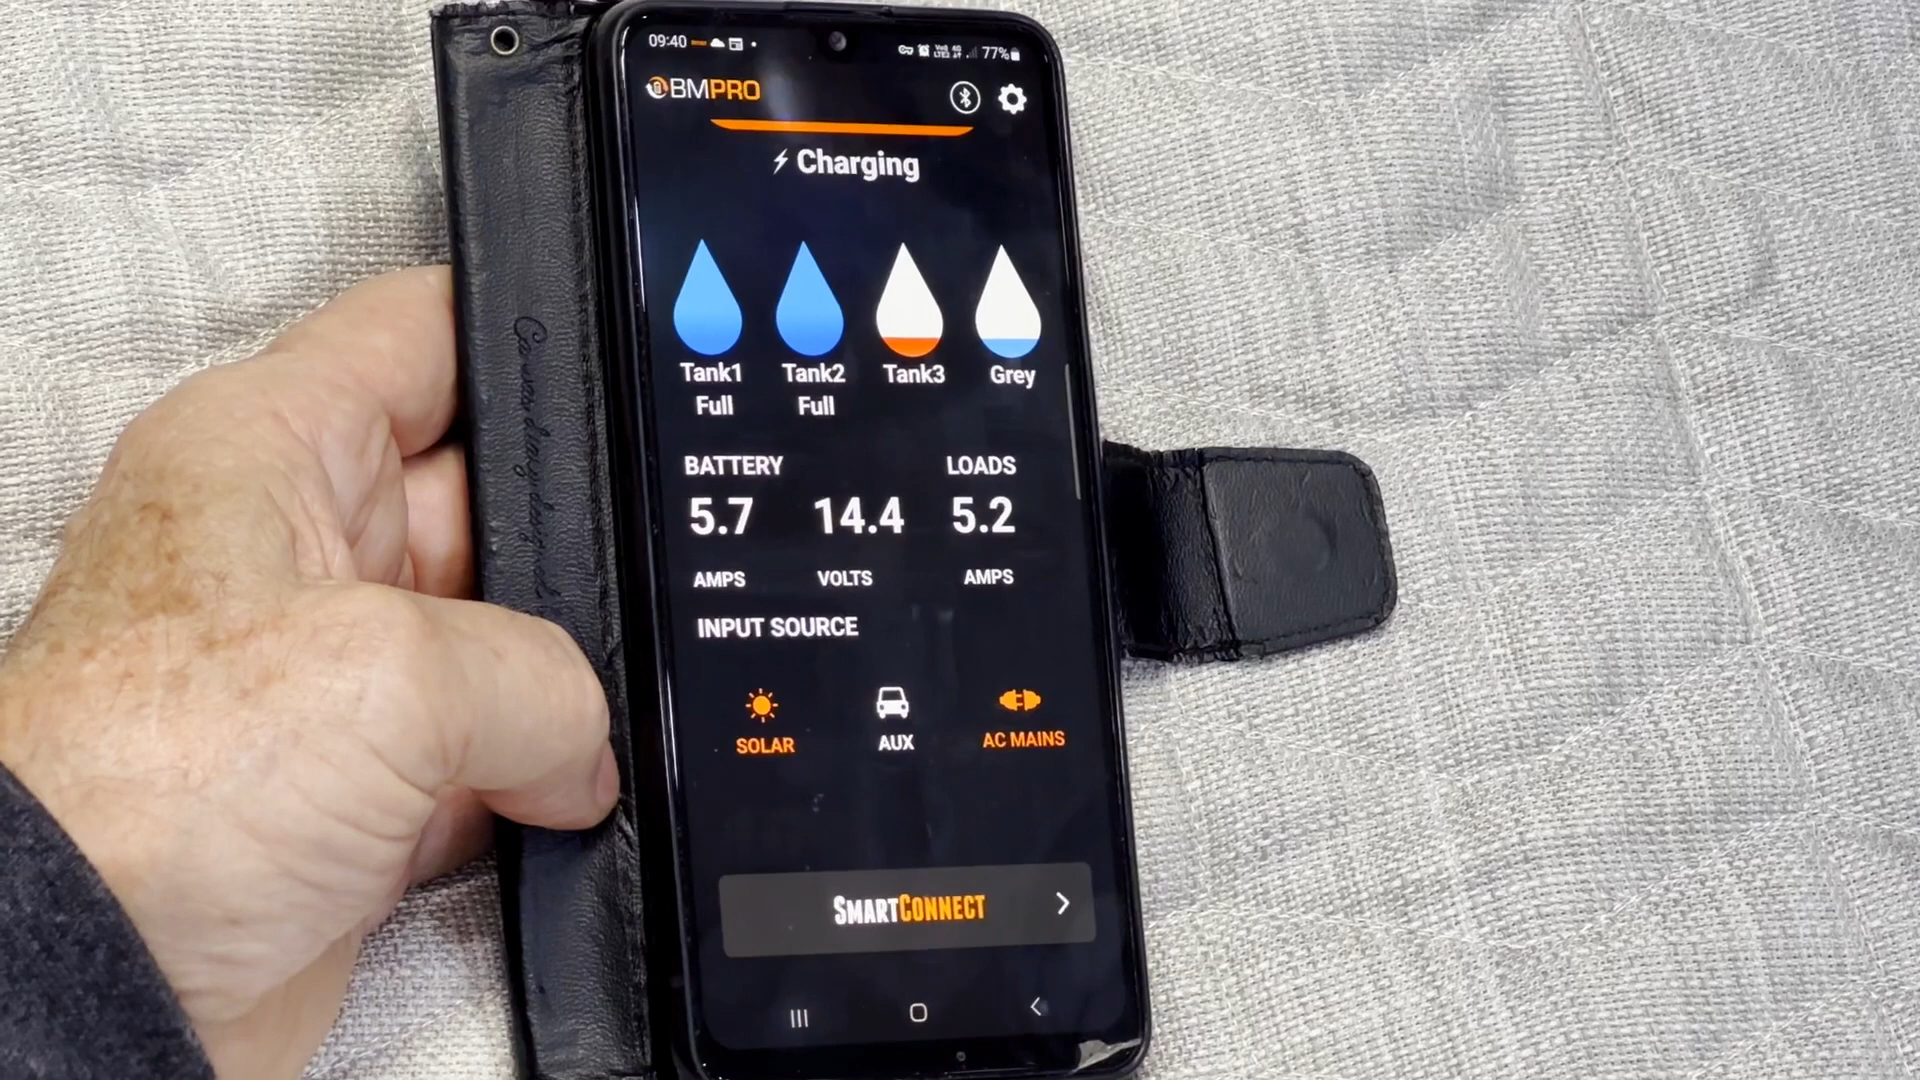 09:40
77%
BMPRO
Charging
Tank1 Tank2 Tank3 Grey
Full Full
BATTERY LOADS
5.7 14.4 5.2
AMPS VOLTS AMPS
INPUT SOURCE
SOLAR AUX AC MAINS
SMARTCONNECT